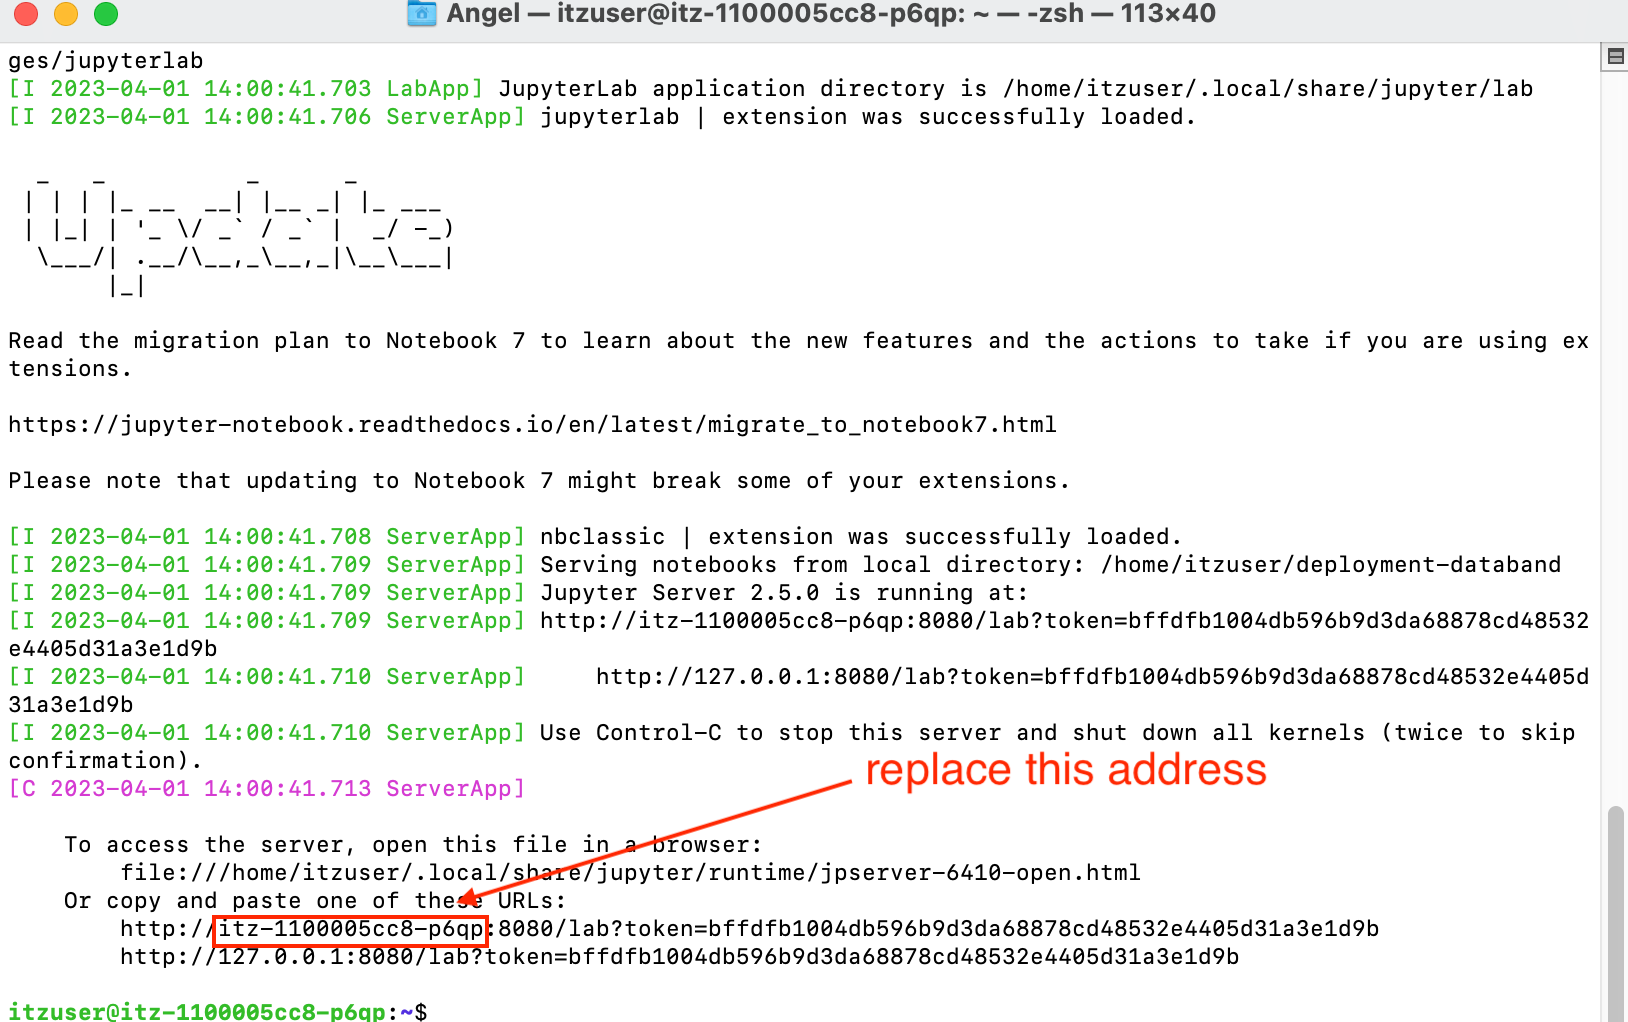 Angel — itzuser@itz-1100005cc8-p6qp: ~ — -zsh — 113×40
ges/jupyterlab
[I 2023-04-01 14:00:41.703 LabApp] JupyterLab application directory is /home/itzuser/.local/share/jupyter/lab
[I 2023-04-01 14:00:41.706 ServerApp] jupyterlab | extension was successfully loaded.
  _   _          _      _
 | | | |_ __  __| |__ _| |_ ___
 | |_| | '_ \/ _` / _` |  _/ -_)
  \___/| .__/\__,_\__,_|\__\___|
       |_|
Read the migration plan to Notebook 7 to learn about the new features and the actions to take if you are using ex
tensions.
https://jupyter-notebook.readthedocs.io/en/latest/migrate_to_notebook7.html
Please note that updating to Notebook 7 might break some of your extensions.
[I 2023-04-01 14:00:41.708 ServerApp] nbclassic | extension was successfully loaded.
[I 2023-04-01 14:00:41.709 ServerApp] Serving notebooks from local directory: /home/itzuser/deployment-databand
[I 2023-04-01 14:00:41.709 ServerApp] Jupyter Server 2.5.0 is running at:
[I 2023-04-01 14:00:41.709 ServerApp] http://itz-1100005cc8-p6qp:8080/lab?token=bffdfb1004db596b9d3da68878cd48532
e4405d31a3e1d9b
[I 2023-04-01 14:00:41.710 ServerApp]     http://127.0.0.1:8080/lab?token=bffdfb1004db596b9d3da68878cd48532e4405d
31a3e1d9b
[I 2023-04-01 14:00:41.710 ServerApp] Use Control-C to stop this server and shut down all kernels (twice to skip
confirmation).
replace this address
[C 2023-04-01 14:00:41.713 ServerApp]
    To access the server, open this file in a browser:
        file:///home/itzuser/.local/share/jupyter/runtime/jpserver-6410-open.html
    Or copy and paste one of these URLs:
        http://itz-1100005cc8-p6qp:8080/lab?token=bffdfb1004db596b9d3da68878cd48532e4405d31a3e1d9b
        http://127.0.0.1:8080/lab?token=bffdfb1004db596b9d3da68878cd48532e4405d31a3e1d9b
itzuser@itz-1100005cc8-p6qp:~$